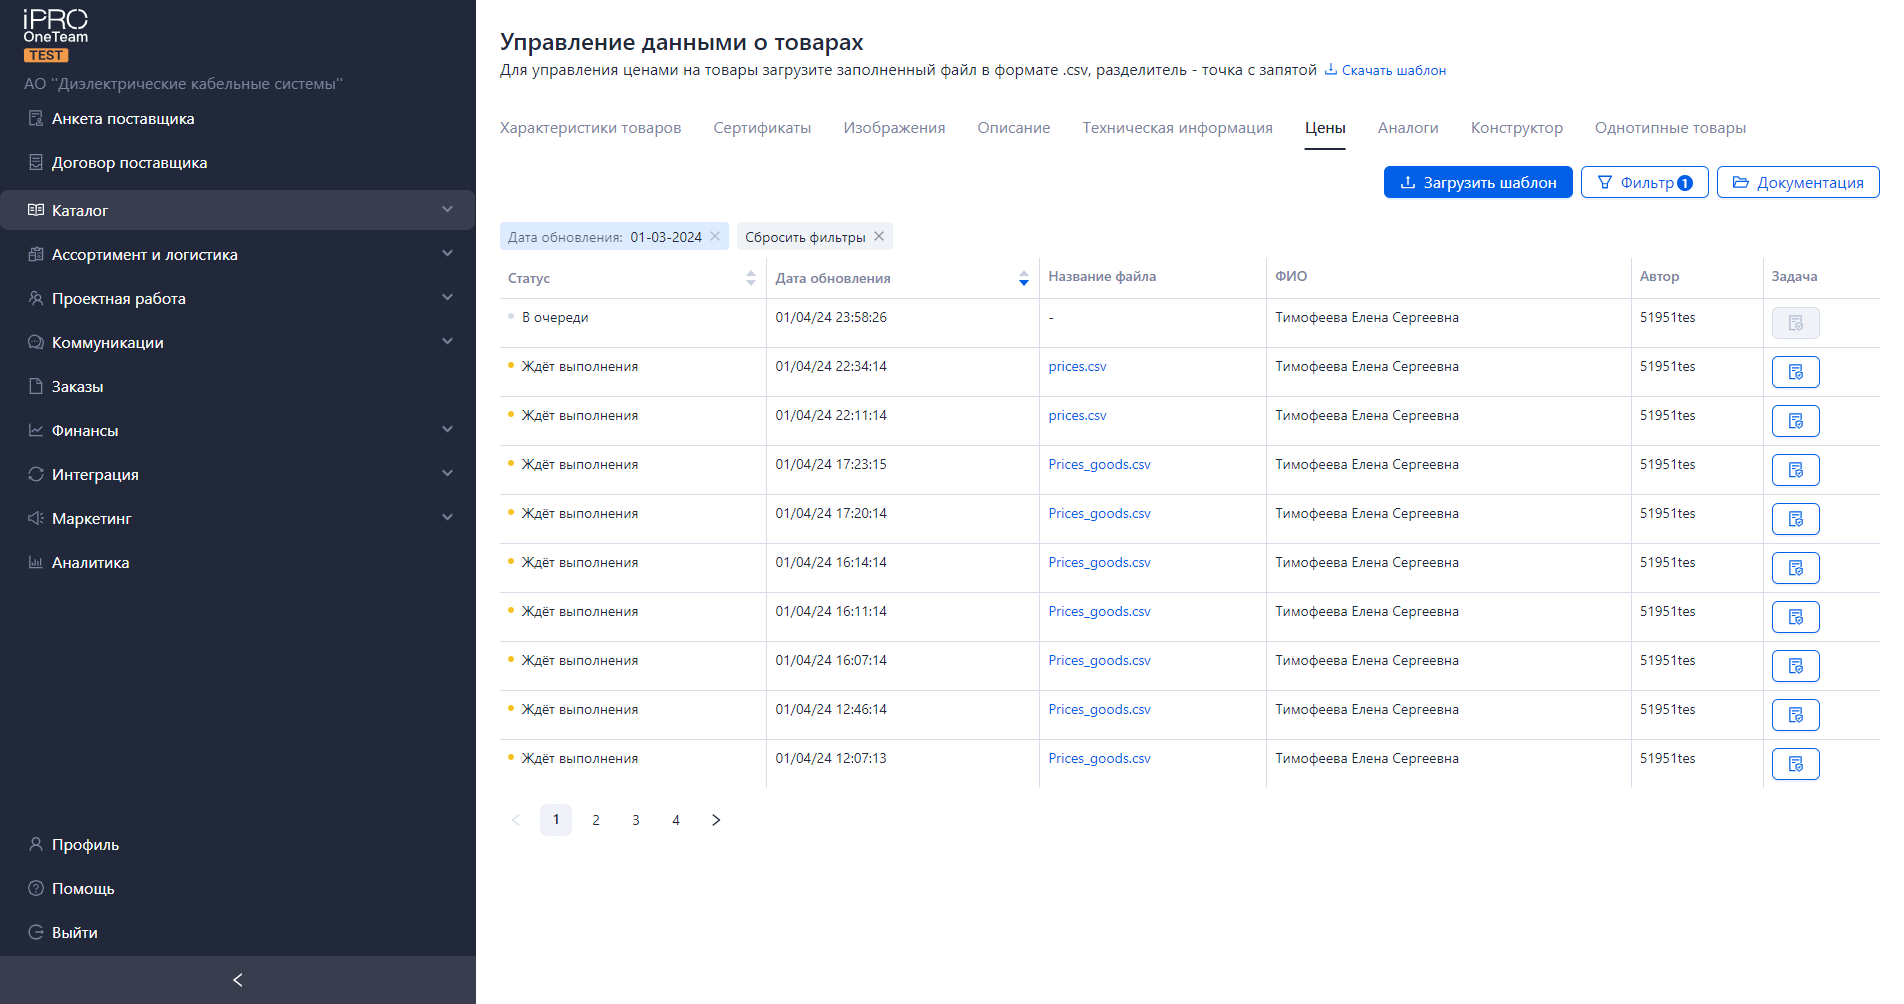 iPRO
OneTeam
TEST
АО "Диэлектрические кабельные системы"
Анкета поставщика
Договор поставщика
Каталог
Ассортимент и логистика
Проектная работа
Коммуникации
Заказы
Финансы
Интеграция
Маркетинг
Аналитика
Профиль
Помощь
Выйти
Управление данными о товарах
Для управления ценами на товары загрузите заполненный файл в формате .csv, разделитель - точка с запятой Скачать шаблон
Характеристики товаров Сертификаты Изображения Описание Техническая информация Цены Аналоги Конструктор Однотипные товары
Загрузить шаблон Фильтр 1 Документация
Дата обновления: 01-03-2024 Сбросить фильтры
Статус Дата обновления Название файла ФИО Автор Задача
В очереди 01/04/24 23:58:26 - Тимофеева Елена Сергеевна 51951tes
Ждёт выполнения 01/04/24 22:34:14 prices.csv Тимофеева Елена Сергеевна 51951tes
Ждёт выполнения 01/04/24 22:11:14 prices.csv Тимофеева Елена Сергеевна 51951tes
Ждёт выполнения 01/04/24 17:23:15 Prices_goods.csv Тимофеева Елена Сергеевна 51951tes
Ждёт выполнения 01/04/24 17:20:14 Prices_goods.csv Тимофеева Елена Сергеевна 51951tes
Ждёт выполнения 01/04/24 16:14:14 Prices_goods.csv Тимофеева Елена Сергеевна 51951tes
Ждёт выполнения 01/04/24 16:11:14 Prices_goods.csv Тимофеева Елена Сергеевна 51951tes
Ждёт выполнения 01/04/24 16:07:14 Prices_goods.csv Тимофеева Елена Сергеевна 51951tes
Ждёт выполнения 01/04/24 12:46:14 Prices_goods.csv Тимофеева Елена Сергеевна 51951tes
Ждёт выполнения 01/04/24 12:07:13 Prices_goods.csv Тимофеева Елена Сергеевна 51951tes
1 2 3 4